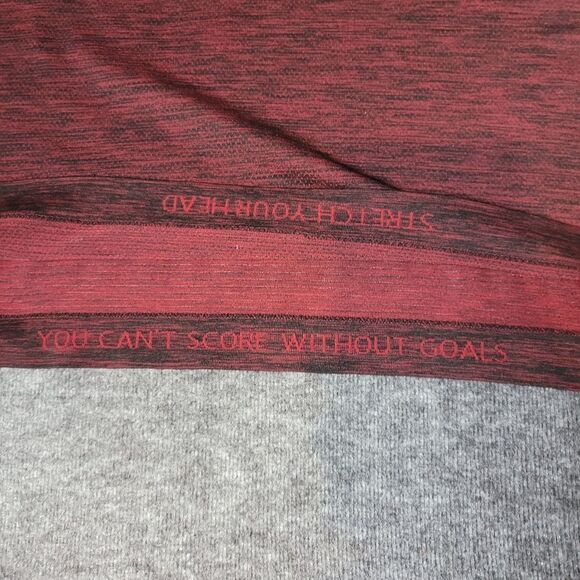 STRETCH YOUR HEAD
YOU CAN'T SCORE WITHOUT GOALS